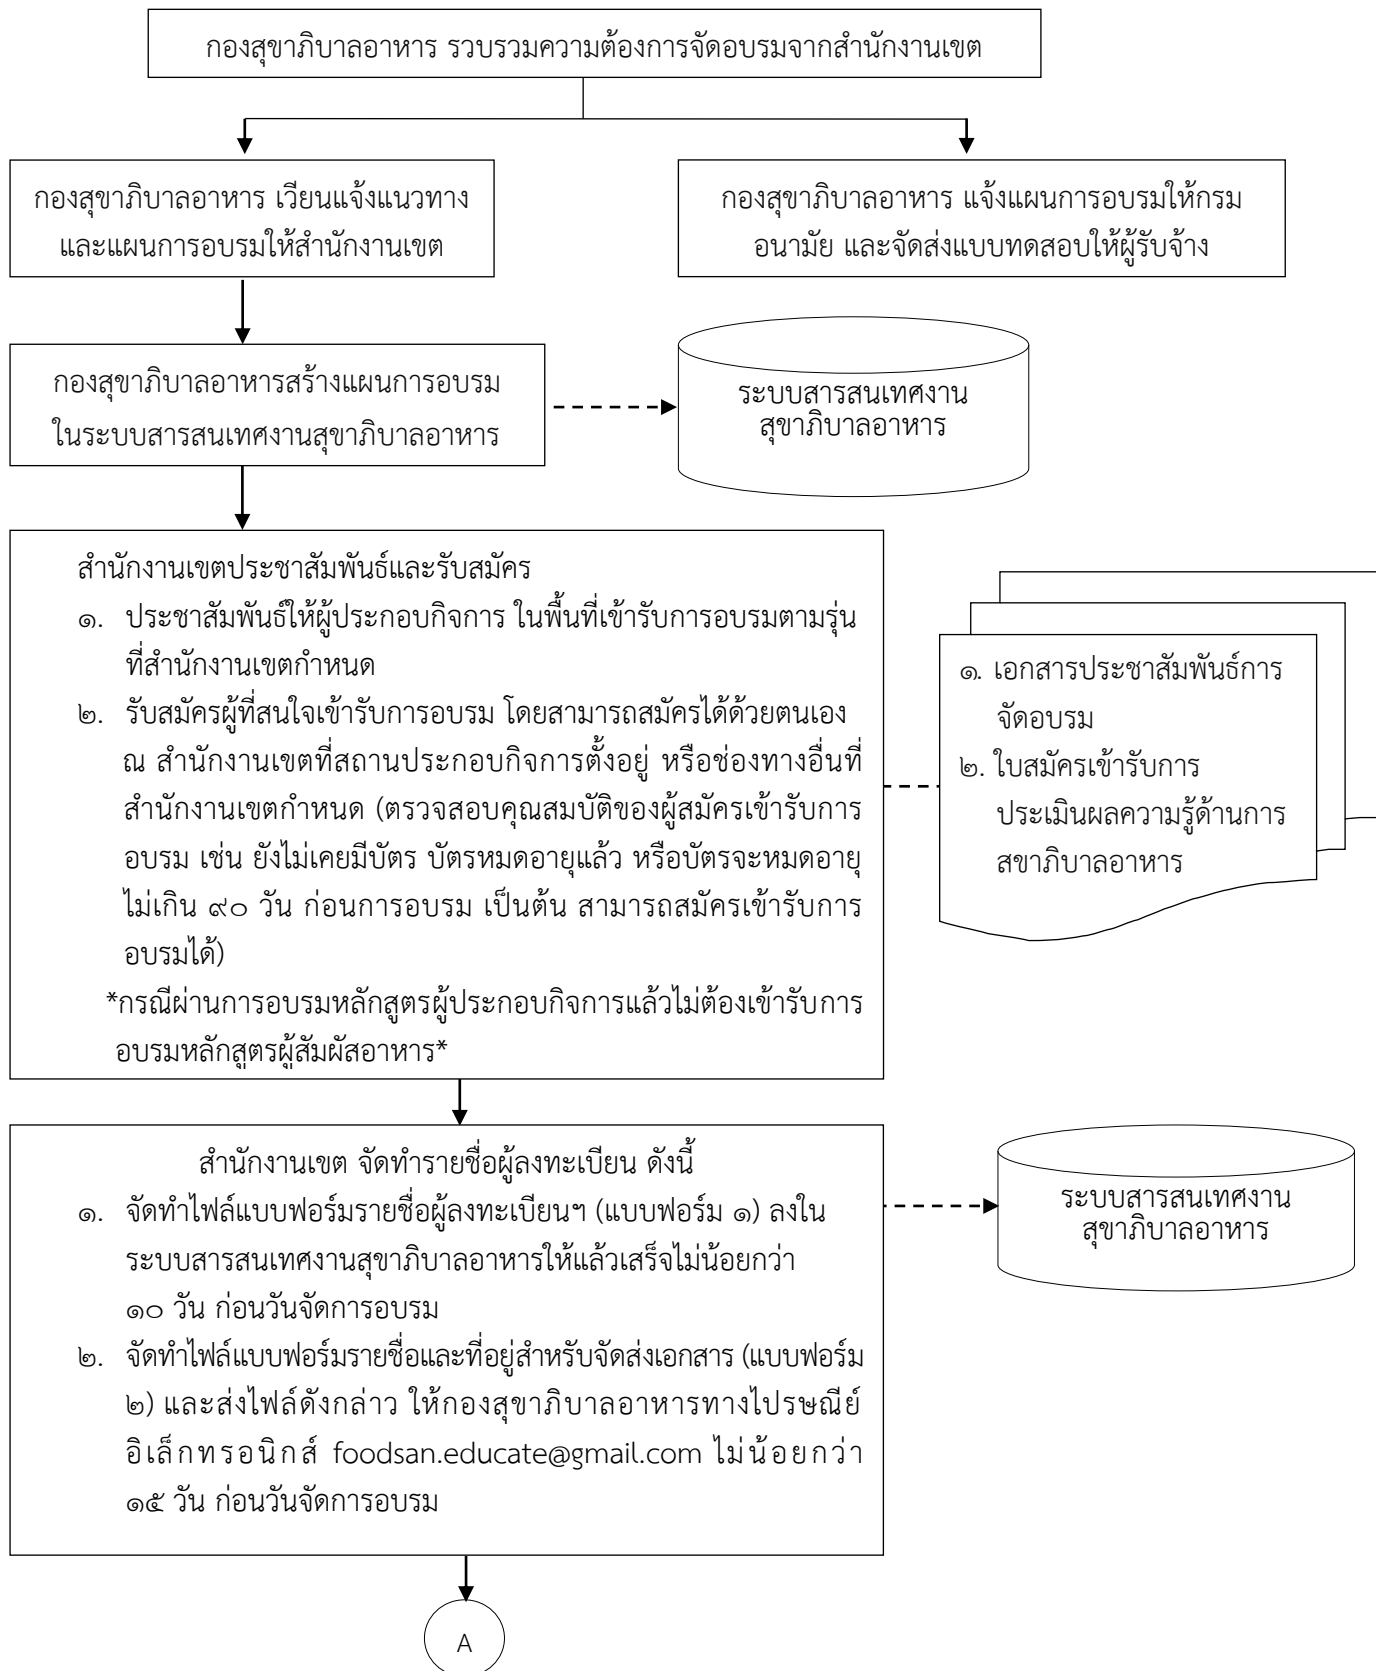 กองสุขาภิบาลอาหาร รวบรวมความต้องการจัดอบรมจากสำนักงานเขต
กองสุขาภิบาลอาหาร เวียนแจ้งแนวทาง
และแผนการอบรมให้สำนักงานเขต
กองสุขาภิบาลอาหาร แจ้งแผนการอบรมให้กรม
อนามัย และจัดส่งแบบทดสอบให้ผู้รับจ้าง
กองสุขาภิบาลอาหารสร้างแผนการอบรม
ในระบบสารสนเทศงานสุขาภิบาลอาหาร
ระบบสารสนเทศงาน
สุขาภิบาลอาหาร
สำนักงานเขตประชาสัมพันธ์และรับสมัคร
๑. ประชาสัมพันธ์ให้ผู้ประกอบกิจการ ในพื้นที่เข้ารับการอบรมตามรุ่น
ที่สำนักงานเขตกำหนด
๒. รับสมัครผู้ที่สนใจเข้ารับการอบรม โดยสามารถสมัครได้ด้วยตนเอง
ณ สำนักงานเขตที่สถานประกอบกิจการตั้งอยู่ หรือช่องทางอื่นที่
สำนักงานเขตกำหนด (ตรวจสอบคุณสมบัติของผู้สมัครเข้ารับการ
อบรม เช่น ยังไม่เคยมีบัตร บัตรหมดอายุแล้ว หรือบัตรจะหมดอายุ
ไม่เกิน ๙๐ วัน ก่อนการอบรม เป็นต้น สามารถสมัครเข้ารับการ
อบรมได้)
*กรณีผ่านการอบรมหลักสูตรผู้ประกอบกิจการแล้วไม่ต้องเข้ารับการ
อบรมหลักสูตรผู้สัมผัสอาหาร*
๑. เอกสารประชาสัมพันธ์การ
จัดอบรม
๒. ใบสมัครเข้ารับการ
ประเมินผลความรู้ด้านการ
สขาภิบาลอาหาร
สำนักงานเขต จัดทำรายชื่อผู้ลงทะเบียน ดังนี้
๑. จัดทำไฟล์แบบฟอร์มรายชื่อผู้ลงทะเบียนฯ (แบบฟอร์ม ๑) ลงใน
ระบบสารสนเทศงานสุขาภิบาลอาหารให้แล้วเสร็จไม่น้อยกว่า
๑๐ วัน ก่อนวันจัดการอบรม
๒. จัดทำไฟล์แบบฟอร์มรายชื่อและที่อยู่สำหรับจัดส่งเอกสาร (แบบฟอร์ม
๒) และส่งไฟล์ดังกล่าว ให้กองสุขาภิบาลอาหารทางไปรษณีย์
อิเล็กทรอนิกส์ foodsan.educate@gmail.com ไม่น้อยกว่า
๑๕ วัน ก่อนวันจัดการอบรม
ระบบสารสนเทศงาน
สุขาภิบาลอาหาร
A